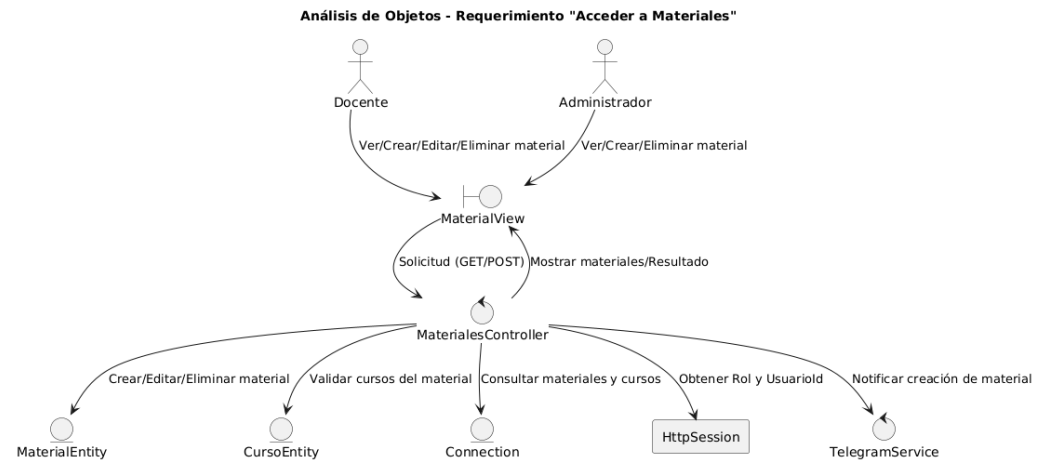 Análisis de Objetos - Requerimiento "Acceder a Materiales"
Docente
Administrador
Ver/Crear/Editar/Eliminar material
Ver/Crear/Eliminar material
MaterialView
Solicitud (GET/POST)
Mostrar materiales/Resultado
MaterialesController
Crear/Editar/Eliminar material
Validar cursos del material
Consultar materiales y cursos
Obtener Rol y UsuarioId
Notificar creación de material
MaterialEntity
CursoEntity
Connection
HttpSession
TelegramService